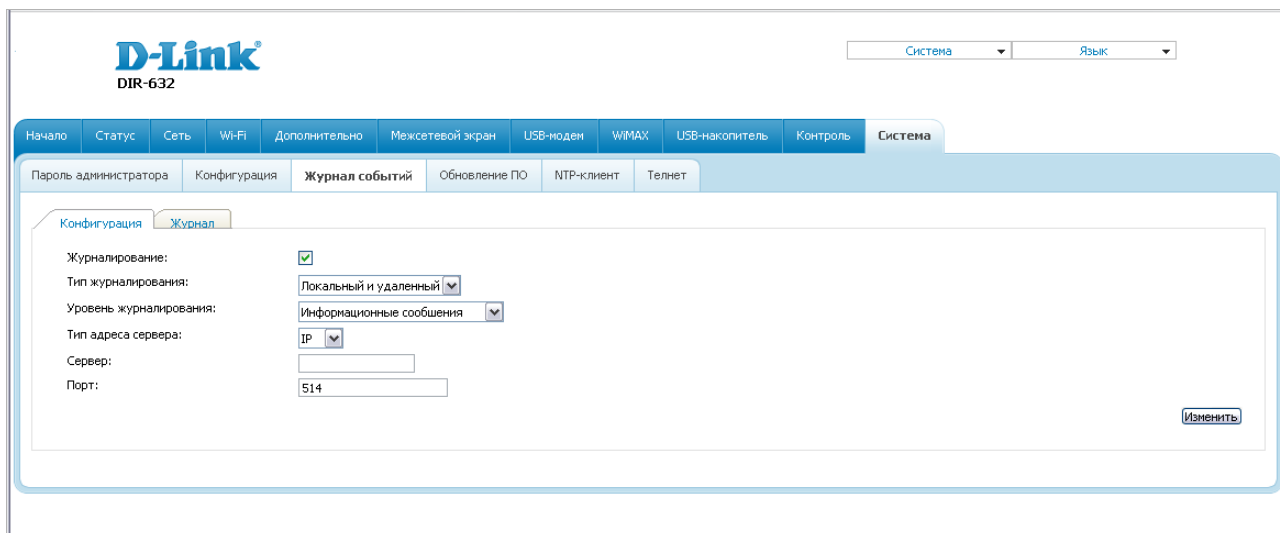 D-Link®
DIR-632
Система Язык
Начало Статус Сеть Wi-Fi Дополнительно Межсетевой экран USB-модем WiMAX USB-накопитель Контроль Система
Пароль администратора Конфигурация Журнал событий Обновление ПО NTP-клиент Телнет
Конфигурация Журнал
Журналирование:
Тип журналирования: Локальный и удаленный
Уровень журналирования: Информационные сообщения
Тип адреса сервера: IP
Сервер:
Порт: 514
Изменить